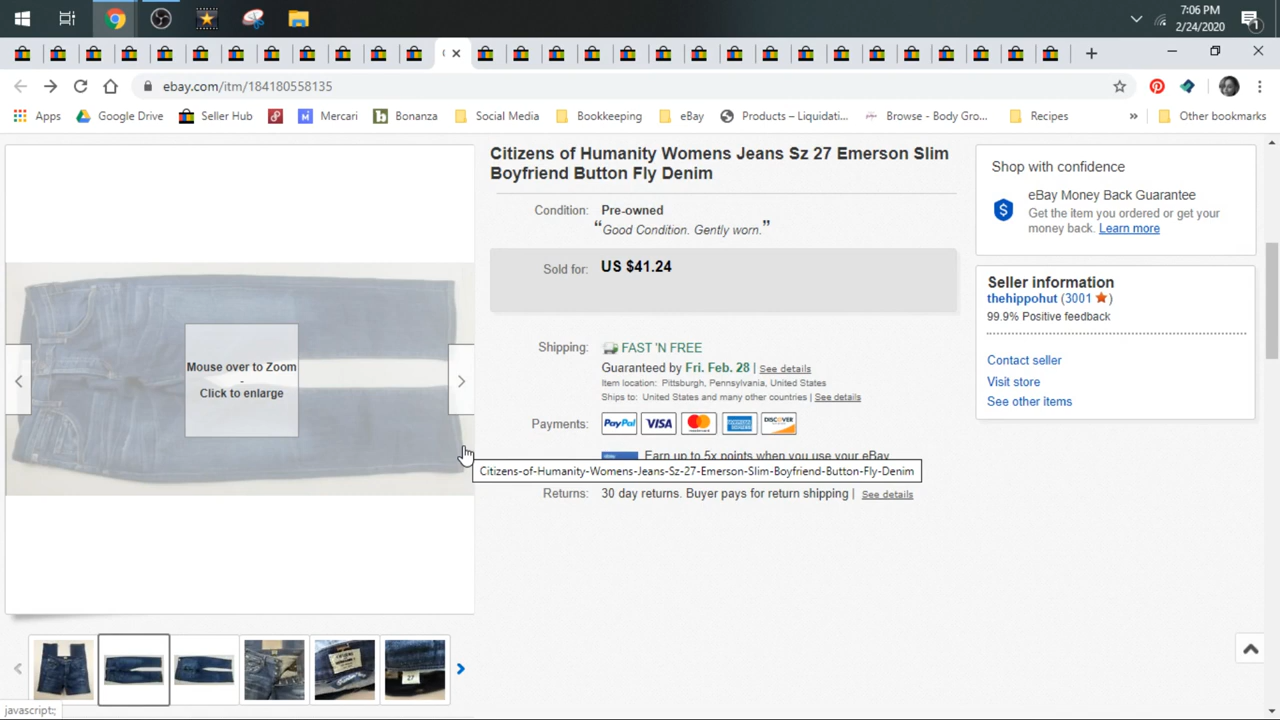 7:06 PM
2/24/2020
ebay.com/itm/184180558135
Apps
Google Drive
Seller Hub
Mercari
Bonanza
Social Media
Bookkeeping
eBay
Products – Liquidati...
Browse - Body Gro...
Recipes
»
Other bookmarks
Citizens of Humanity Womens Jeans Sz 27 Emerson Slim
Boyfriend Button Fly Denim
Condition: Pre-owned
“Good Condition. Gently worn.”
Sold for: US $41.24
Shipping: FAST 'N FREE
Guaranteed by Fri. Feb. 28 | See details
Item location: Pittsburgh, Pennsylvania, United States
Ships to: United States and many other countries | See details
Payments: PayPal VISA
DISCOVER
Earn up to 5x points when you use your eBay
Citizens-of-Humanity-Womens-Jeans-Sz-27-Emerson-Slim-Boyfriend-Button-Fly-Denim
Returns: 30 day returns. Buyer pays for return shipping | See details
Mouse over to Zoom
-
Click to enlarge
27
Shop with confidence
eBay Money Back Guarantee
Get the item you ordered or get your
money back. Learn more
Seller information
thehippohut (3001 )
99.9% Positive feedback
Contact seller
Visit store
See other items
javascript:;